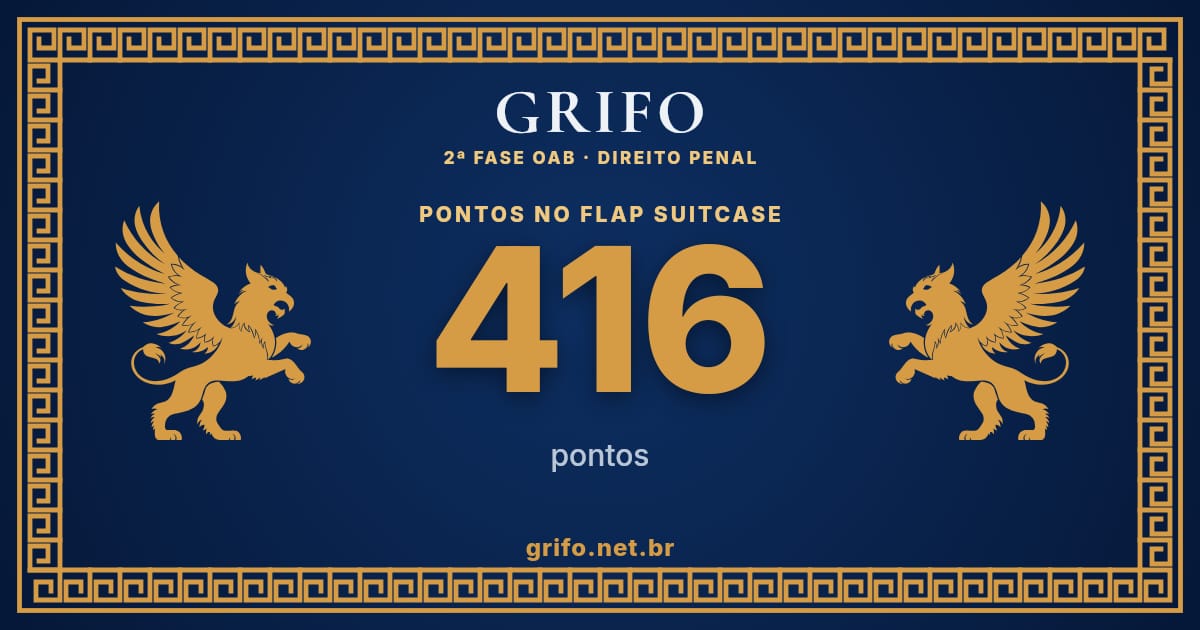 GRIFO
2ª FASE OAB · DIREITO PENAL
PONTOS NO FLAP SUITCASE
416
pontos
grifo.net.br